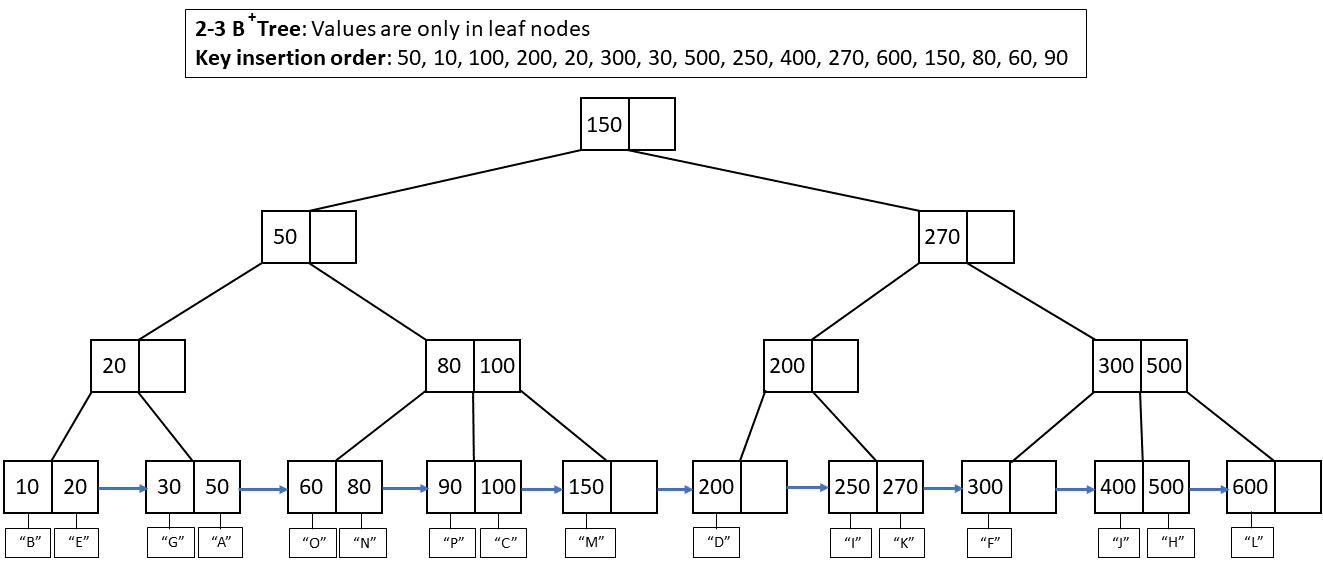 2-3 B+Tree: Values are only in leaf nodes
Key insertion order: 50, 10, 100, 200, 20, 300, 30, 500, 250, 400, 270, 600, 150, 80, 60, 90
150
50 270
20 80 100 200 300 500
10 20 30 50 60 80 90 100 150 200 250 270 300 400 500 600
“B” “E” “G” “A” “O” “N” “P” “C” “M” “D” “I” “K” “F” “J” “H” “L”